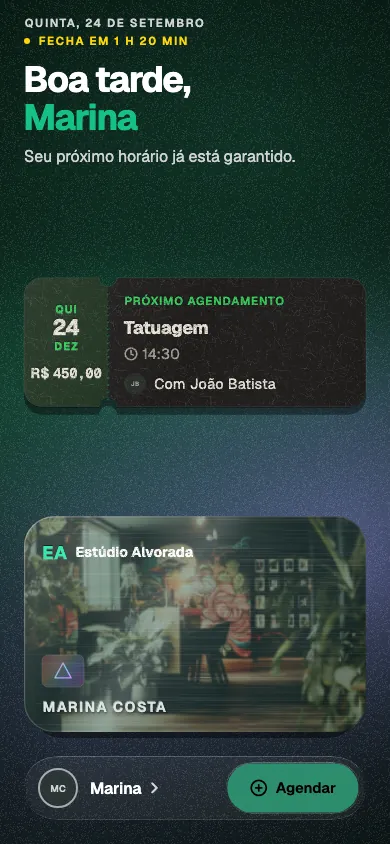 QUINTA, 24 DE SETEMBRO
FECHA EM 1 H 20 MIN
Boa tarde,
Marina
Seu próximo horário já está garantido.
QUI
24
DEZ
R$ 450,00
PRÓXIMO AGENDAMENTO
Tatuagem
14:30
JB Com João Batista
EA Estúdio Alvorada
MARINA COSTA
MC Marina
Agendar